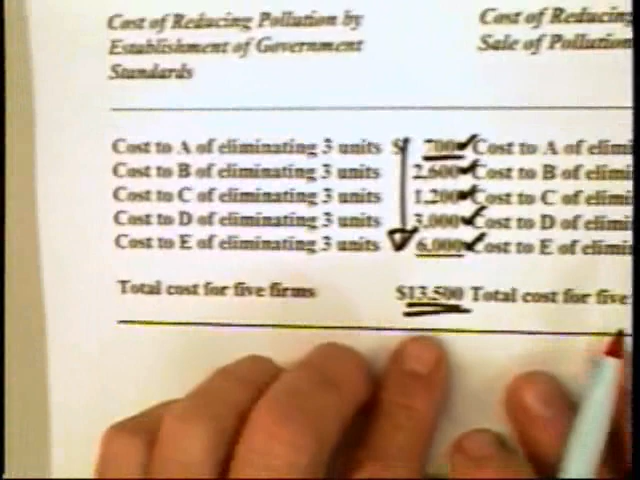 Cost of Reducing Pollution by
Establishment of Government
Standards
Cost of Reducing
Sale of Pollution
Cost to A of eliminating 3 units $ 700 Cost to A of elimi
Cost to B of eliminating 3 units 2,600 Cost to B of elimi
Cost to C of eliminating 3 units 1,200 Cost to C of elimi
Cost to D of eliminating 3 units 3,000 Cost to D of elimi
Cost to E of eliminating 3 units 6,000 Cost to E of elimi
Total cost for five firms $13,500 Total cost for five